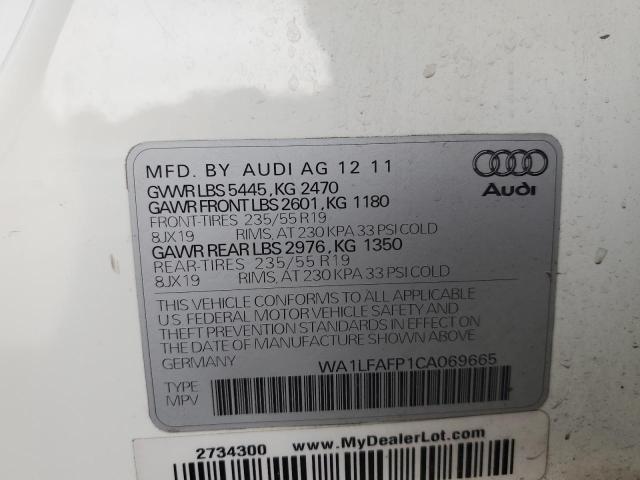 MFD. BY AUDI AG 12 11
GVWR LBS 5445, KG 2470
GAWR FRONT LBS 2601, KG 1180
FRONT-TIRES 235/55 R19
8JX19 RIMS, AT 230 KPA 33 PSI COLD
GAWR REAR LBS 2976, KG 1350
REAR-TIRES 235/55 R19
8JX19 RIMS, AT 230 KPA 33 PSI COLD
Audi
THIS VEHICLE CONFORMS TO ALL APPLICABLE
U.S. FEDERAL MOTOR VEHICLE SAFETY AND
THEFT PREVENTION STANDARDS IN EFFECT ON
THE DATE OF MANUFACTURE SHOWN ABOVE.
GERMANY WA1LFAFP1CA069665
TYPE
MPV
2734300 www.MyDealerLot.com